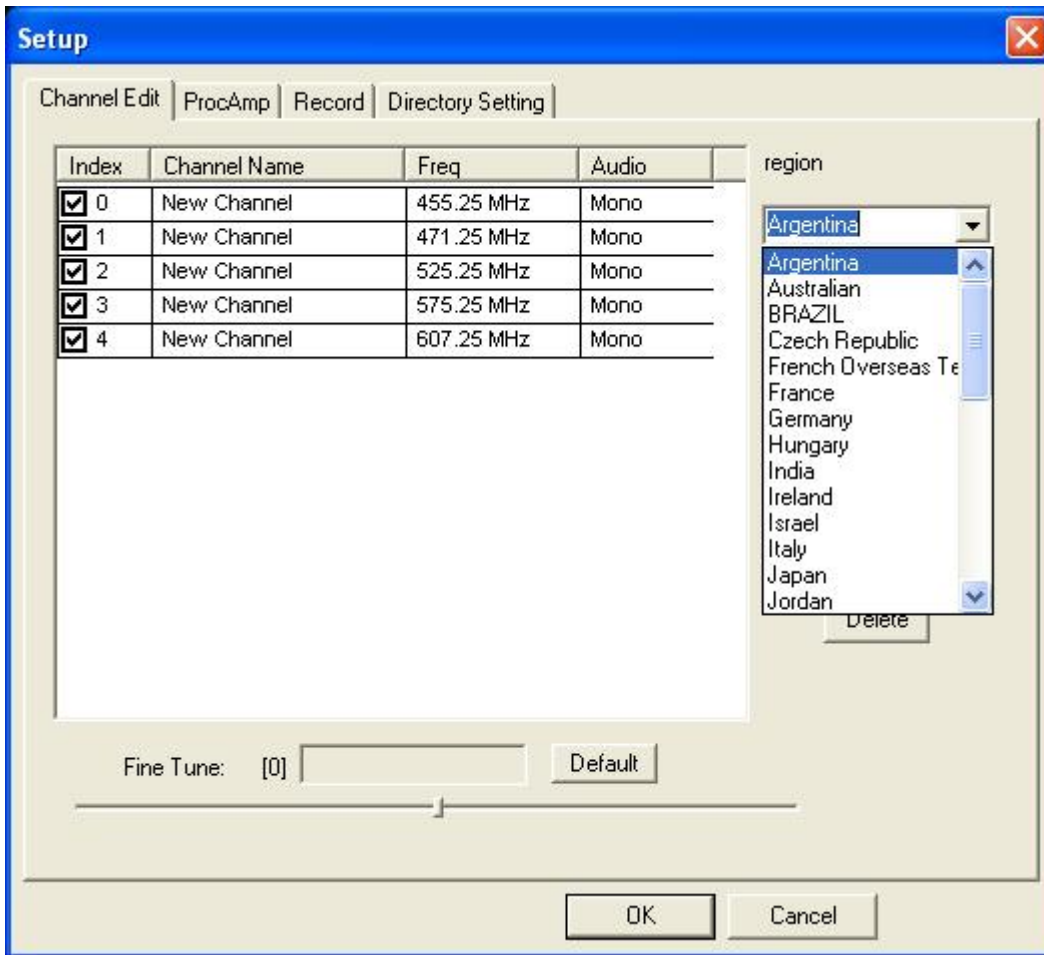 Setup
Channel Edit ProcAmp Record Directory Setting
Index Channel Name Freq Audio
0 New Channel 455.25 MHz Mono
1 New Channel 471.25 MHz Mono
2 New Channel 525.25 MHz Mono
3 New Channel 575.25 MHz Mono
4 New Channel 607.25 MHz Mono
region
Argentina
Argentina
Australian
BRAZIL
Czech Republic
French Overseas Te
France
Germany
Hungary
India
Ireland
Israel
Italy
Japan
Jordan
Delete
Fine Tune: [0] Default
OK Cancel